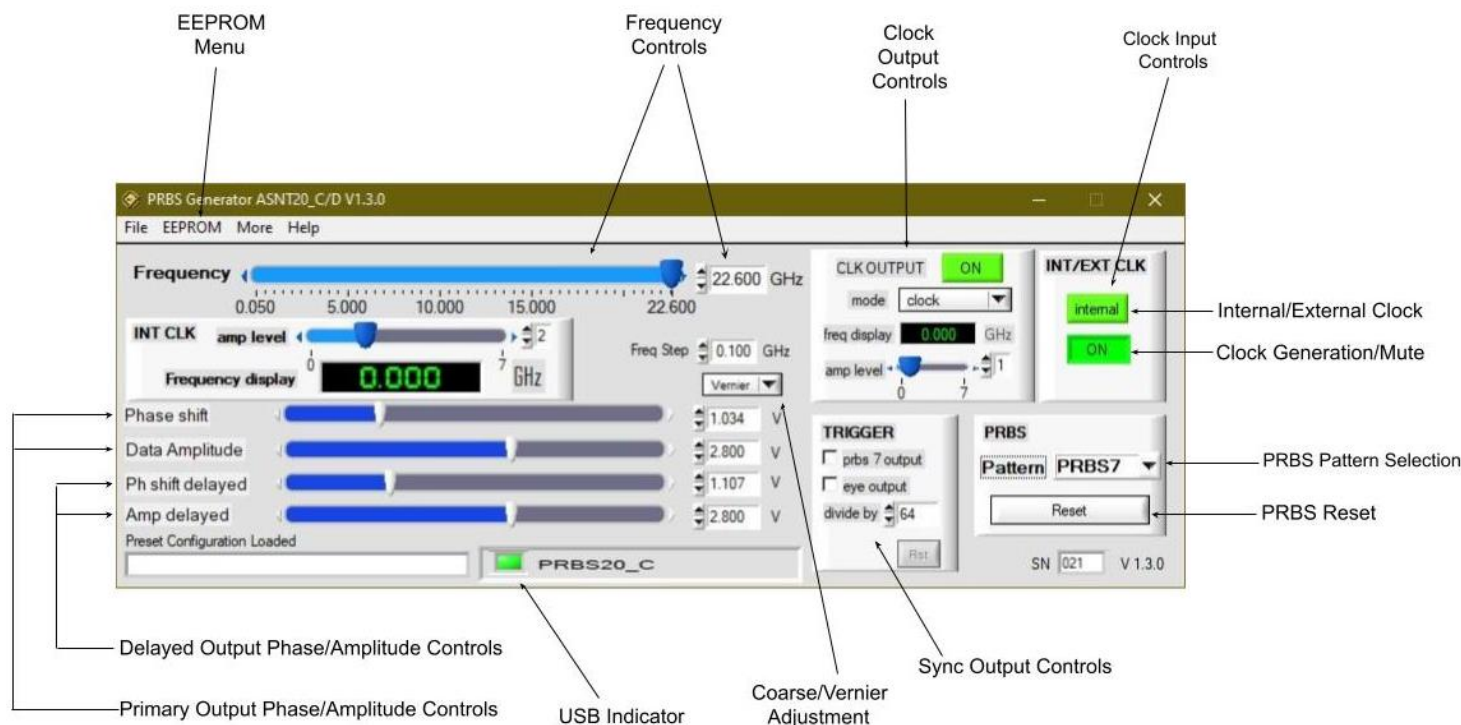 EEPROM
Menu
Frequency
Controls
Clock
Output
Controls
Clock Input
Controls
PRBS Generator ASNT20_C/D V1.3.0
File EEPROM More Help
Frequency
22.600 GHz
0.050 5.000 10.000 15.000 22.600
INT CLK amp level 2
0 7
Frequency display 0.000 GHz
Freq Step 0.100 GHz
Vernier
Phase shift 1.034 V
Data Amplitude 2.800 V
Ph shift delayed 1.107 V
Amp delayed 2.800 V
Preset Configuration Loaded
PRBS20_C
CLK OUTPUT ON
mode clock
freq display 0.000 GHz
amp level 1
0 7
INT/EXT CLK
internal
ON
TRIGGER
prbs 7 output
eye output
divide by 64
Rst
PRBS
Pattern PRBS7
Reset
SN 021 V 1.3.0
Internal/External Clock
Clock Generation/Mute
PRBS Pattern Selection
PRBS Reset
Delayed Output Phase/Amplitude Controls
Primary Output Phase/Amplitude Controls
USB Indicator
Coarse/Vernier
Adjustment
Sync Output Controls